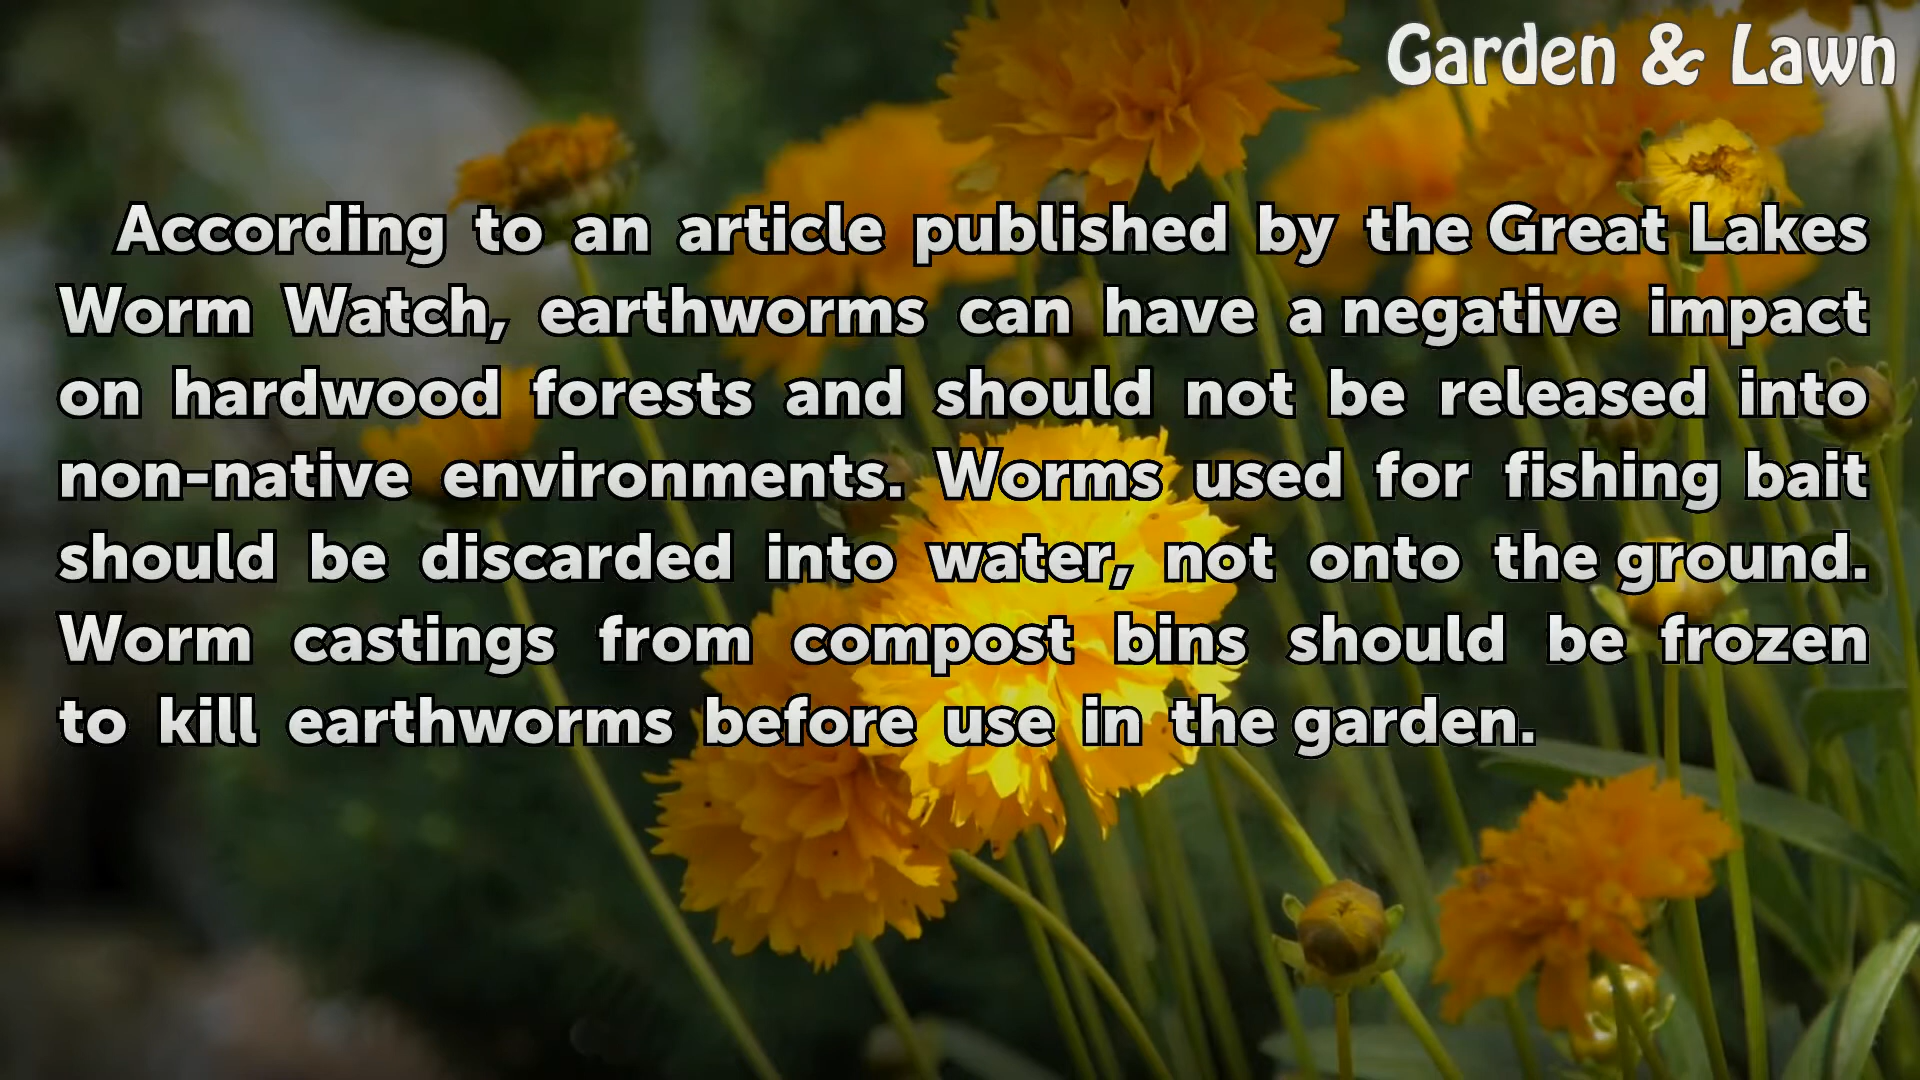 Garden & Lawn
According to an article published by the Great Lakes
Worm Watch, earthworms can have a negative impact
on hardwood forests and should not be released into
non-native environments. Worms used for fishing bait
should be discarded into water, not onto the ground.
Worm castings from compost bins should be frozen
to kill earthworms before use in the garden.